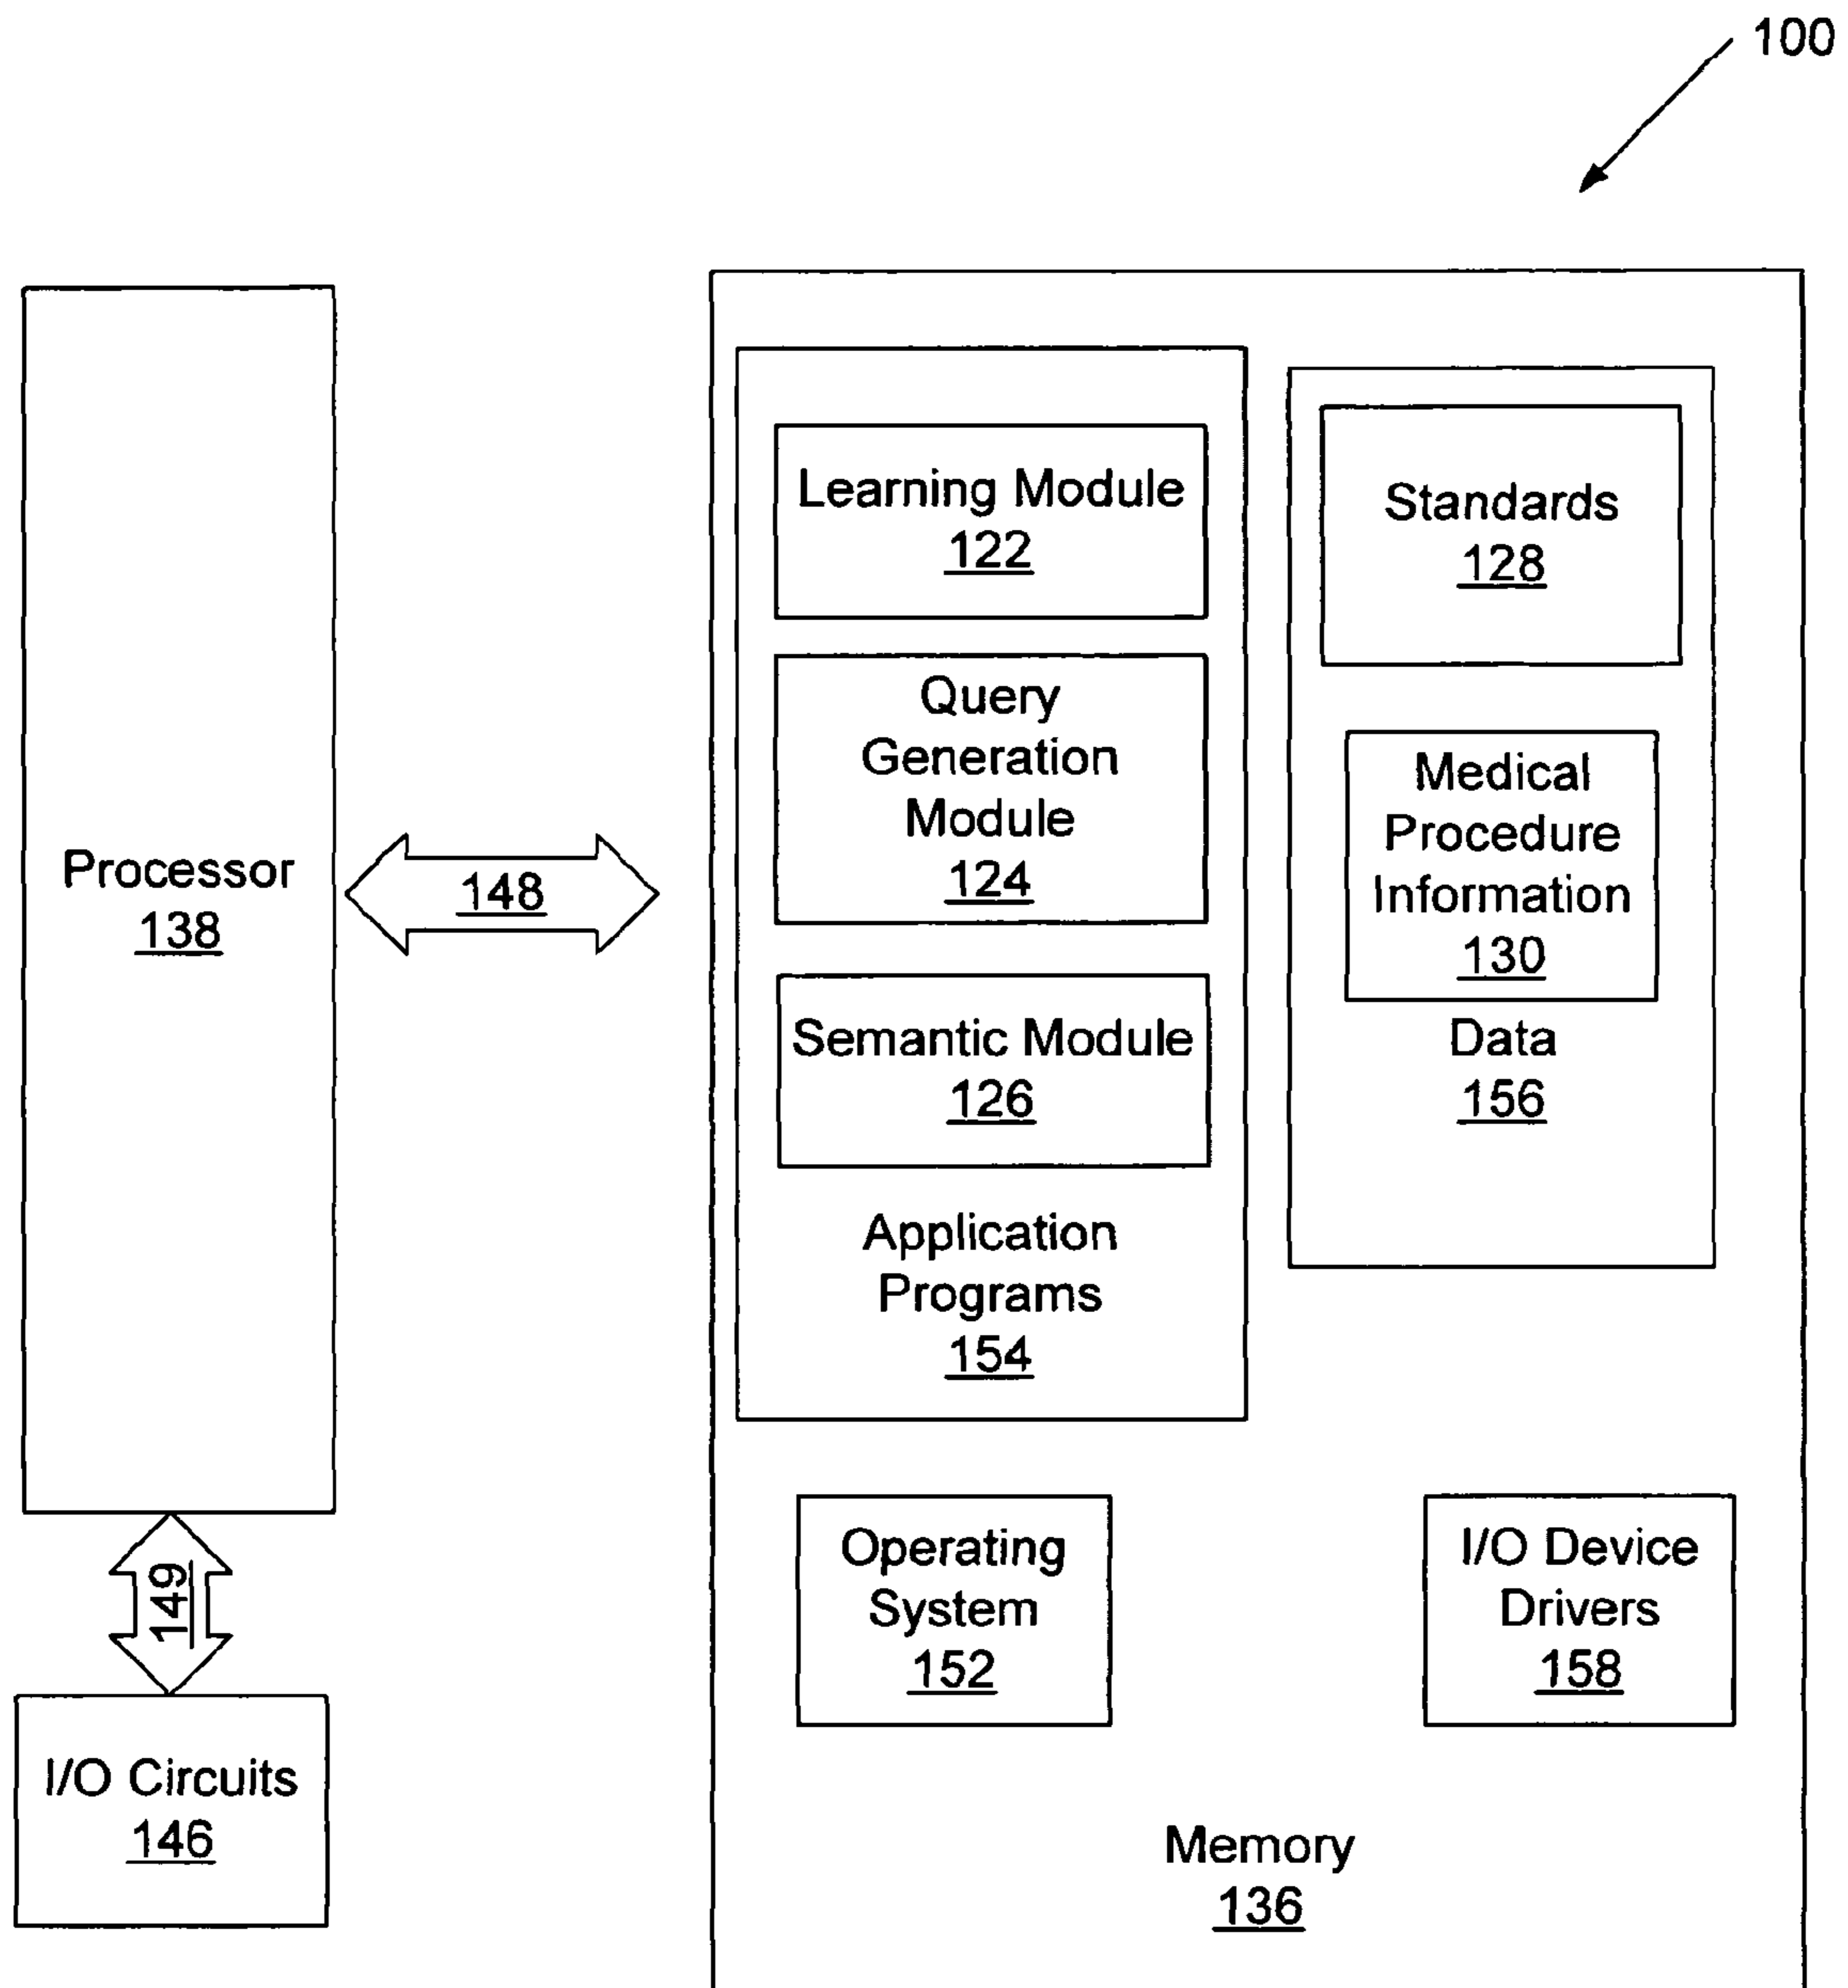 100
Processor
138
148
149
I/O Circuits
146
Learning Module
122
Query
Generation
Module
124
Semantic Module
126
Application
Programs
154
Standards
128
Medical
Procedure
Information
130
Data
156
Operating
System
152
I/O Device
Drivers
158
Memory
136